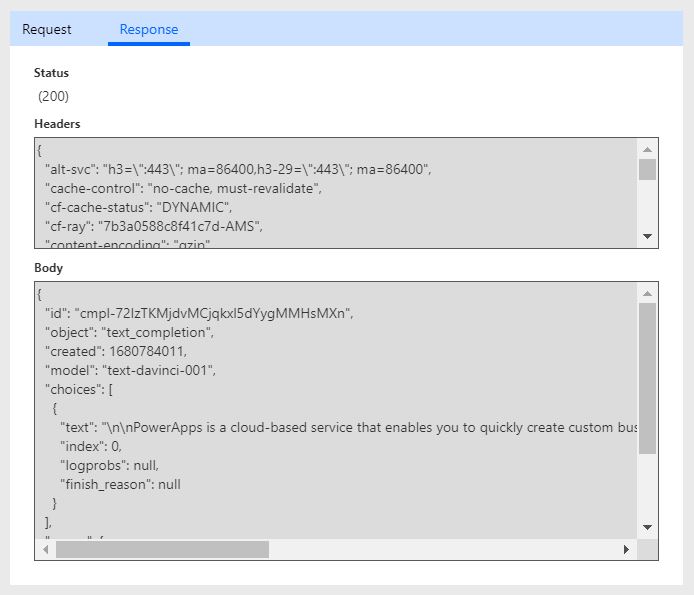 Request Response
Status
(200)
Headers
{
"alt-svc": "h3=\":443\"; ma=86400,h3-29=\":443\"; ma=86400",
"cache-control": "no-cache, must-revalidate",
"cf-cache-status": "DYNAMIC",
"cf-ray": "7b3a0588c8f41c7d-AMS",
"content-encoding": "gzip"
Body
{
"id": "cmpl-72IzTKMjdvMCjqkxI5dYygMMHsMXn",
"object": "text_completion",
"created": 1680784011,
"model": "text-davinci-001",
"choices": [
{
"text": "\n\nPowerApps is a cloud-based service that enables you to quickly create custom bus
"index": 0,
"logprobs": null,
"finish_reason": null
}
],